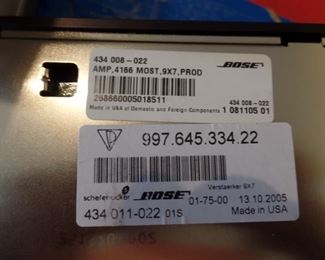 434 008-022
BOSE
AMP,4166 MOST,9X7,PROD
268660005018511
434 008-022
Made in USA of Domestic and Foreign Components
1 081105 01
997.645.334.22
schefenacker
BOSE
01-75-00
Verstaerker 9X7
13.10.2005
434 011-022 01S
Made in USA